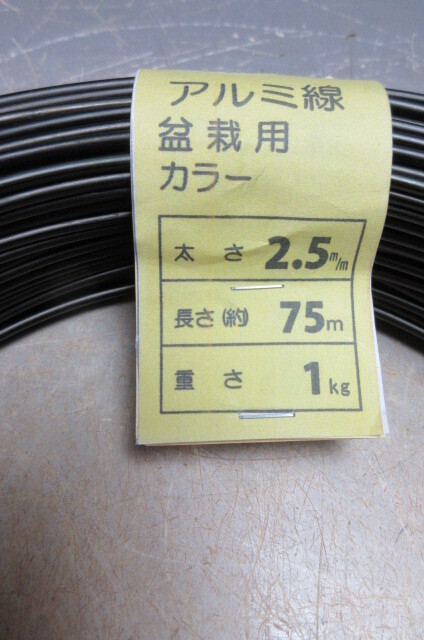 アルミ線
盆栽用
カラー
太さ 2.5m/m
長さ(約) 75m
重さ 1kg